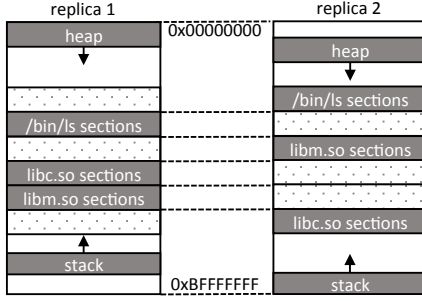 replica 1
replica 2
0x00000000
heap
heap
/bin/ls sections
/bin/ls sections
libm.so sections
libc.so sections
libm.so sections
libc.so sections
stack
0xBFFFFFFF
stack